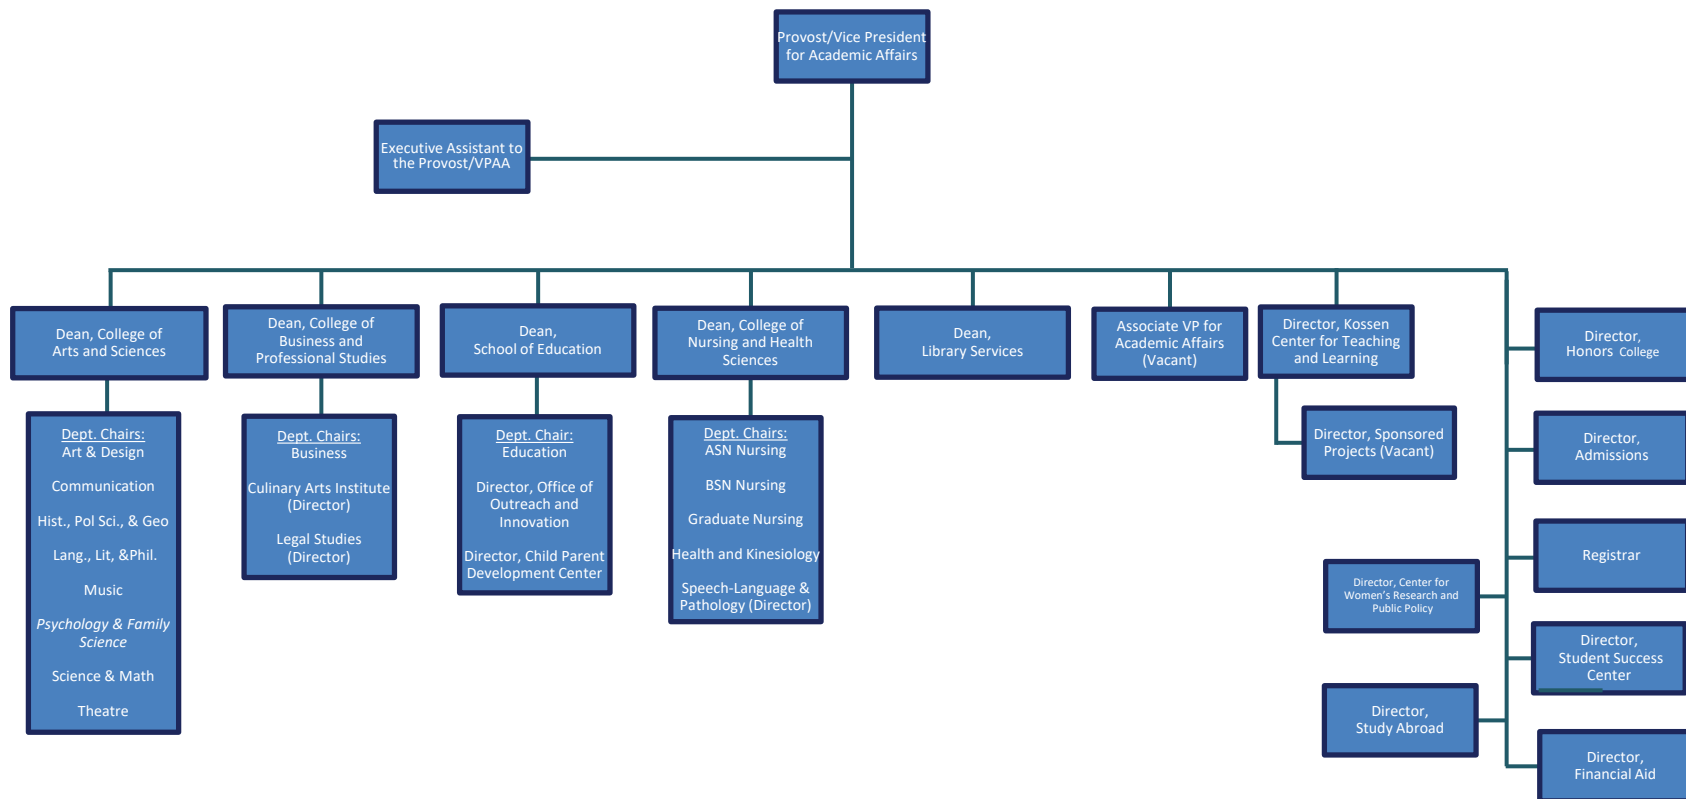 Provost/Vice President
for Academic Affairs
Executive Assistant to
the Provost/VPAA
Dean, College of
Arts and Sciences
Dean, College of
Business and
Professional Studies
Dean,
School of Education
Dean, College of
Nursing and Health
Sciences
Dean,
Library Services
Associate VP for
Academic Affairs
(Vacant)
Director, Kossen
Center for Teaching
and Learning
Director,
Honors College
Dept. Chairs:
Art & Design
Communication
Hist., Pol Sci., & Geo
Lang., Lit, &Phil.
Music
Psychology & Family
Science
Science & Math
Theatre
Dept. Chairs:
Business
Culinary Arts Institute
(Director)
Legal Studies
(Director)
Dept. Chair:
Education
Director, Office of
Outreach and
Innovation
Director, Child Parent
Development Center
Dept. Chairs:
ASN Nursing
BSN Nursing
Graduate Nursing
Health and Kinesiology
Speech-Language &
Pathology (Director)
Director, Sponsored
Projects (Vacant)
Director,
Admissions
Registrar
Director, Center for
Women's Research and
Public Policy
Director,
Student Success
Center
Director,
Study Abroad
Director,
Financial Aid